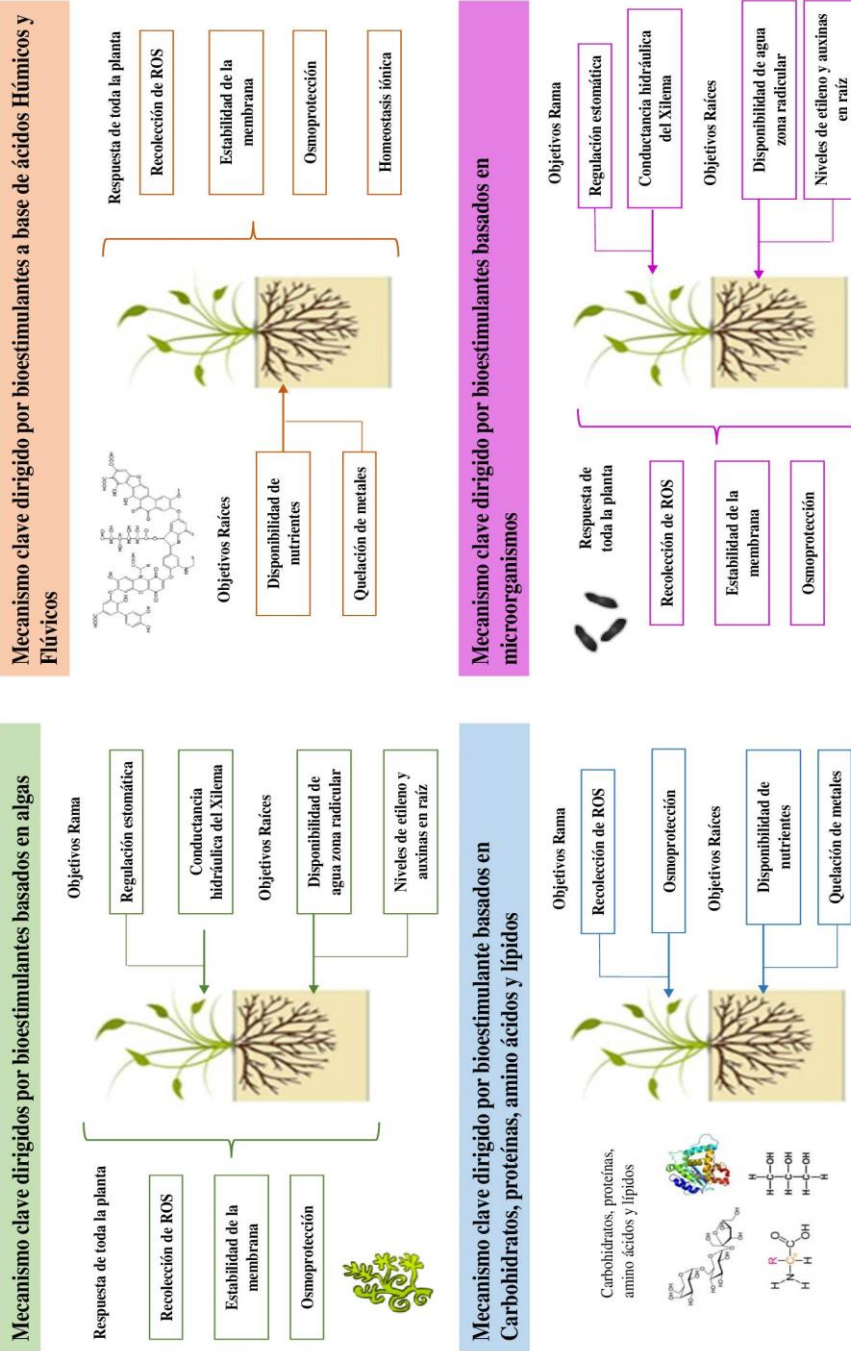 Mecanismo clave dirigidos por bioestimulantes basados en algas
Respuesta de toda la planta
Recolección de ROS
Estabilidad de la
membrana
Osmoprotección
Objetivos Rama
Regulación estomática
Conductancia
hidráulica del Xilema
Objetivos Raíces
Disponibilidad de
agua zona radicular
Niveles de etileno y
auxinas en raíz
Mecanismo clave dirigido por bioestimulantes a base de ácidos Húmicos y
Flúvicos
Objetivos Raíces
Disponibilidad de
nutrientes
Quelación de metales
Respuesta de toda la planta
Recolección de ROS
Estabilidad de la
membrana
Osmoprotección
Homeostasis iónica
Mecanismo clave dirigido por bioestimulante basados en
Carbohidratos, proteínas, amino ácidos y lípidos
Carbohidratos, proteínas,
amino ácidos y lípidos
Objetivos Rama
Recolección de ROS
Osmoprotección
Objetivos Raíces
Disponibilidad de
nutrientes
Quelación de metales
Mecanismo clave dirigido por bioestimulantes basados en
microorganismos
Respuesta de
toda la planta
Recolección de ROS
Estabilidad de la
membrana
Osmoprotección
Objetivos Rama
Regulación estomática
Conductancia hidráulica
del Xilema
Objetivos Raíces
Disponibilidad de agua
zona radicular
Niveles de etileno y auxinas
en raíz